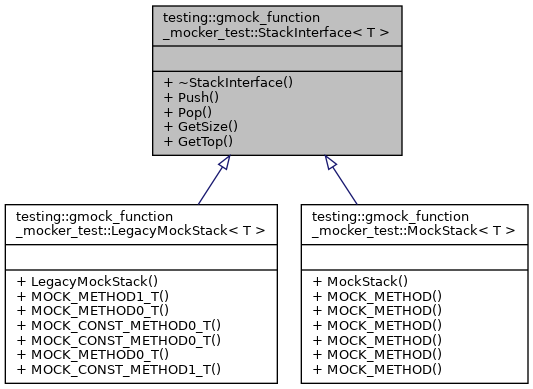 testing::gmock_function
_mocker_test::StackInterface< T >
+ ~StackInterface()
+ Push()
+ Pop()
+ GetSize()
+ GetTop()
testing::gmock_function
_mocker_test::LegacyMockStack< T >
+ LegacyMockStack()
+ MOCK_METHOD1_T()
+ MOCK_METHOD0_T()
+ MOCK_CONST_METHOD0_T()
+ MOCK_CONST_METHOD0_T()
+ MOCK_METHOD0_T()
+ MOCK_CONST_METHOD1_T()
testing::gmock_function
_mocker_test::MockStack< T >
+ MockStack()
+ MOCK_METHOD()
+ MOCK_METHOD()
+ MOCK_METHOD()
+ MOCK_METHOD()
+ MOCK_METHOD()
+ MOCK_METHOD()